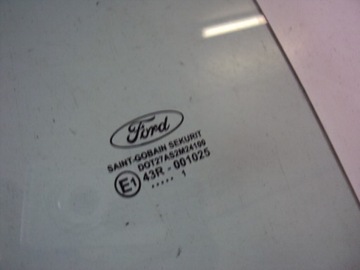 Ford
SAINT-GOBAIN SEKURIT
DOT27AS2M24100
E1 43R - 001025
..... 1